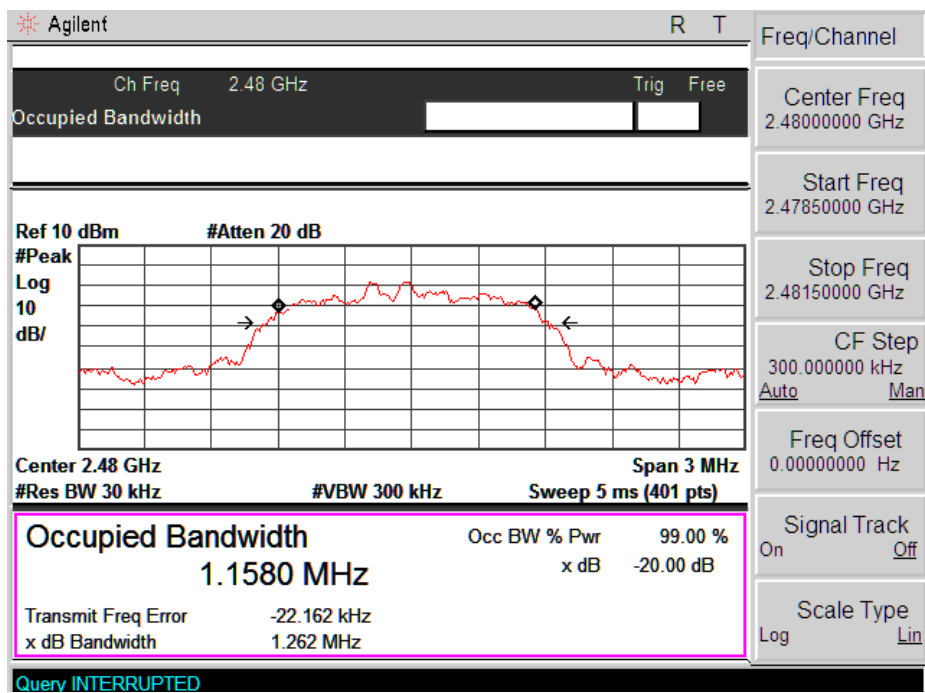 Agilent R T
Ch Freq 2.48 GHz Trig Free
Occupied Bandwidth
Ref 10 dBm #Atten 20 dB
#Peak
Log
10
dB/
Center 2.48 GHz Span 3 MHz
#Res BW 30 kHz #VBW 300 kHz Sweep 5 ms (401 pts)
Occupied Bandwidth Occ BW % Pwr 99.00 %
1.1580 MHz x dB -20.00 dB
Transmit Freq Error -22.162 kHz
x dB Bandwidth 1.262 MHz
Query INTERRUPTED
Freq/Channel
Center Freq
2.48000000 GHz
Start Freq
2.47850000 GHz
Stop Freq
2.48150000 GHz
CF Step
300.000000 kHz
Auto Man
Freq Offset
0.00000000 Hz
Signal Track
On Off
Scale Type
Log Lin